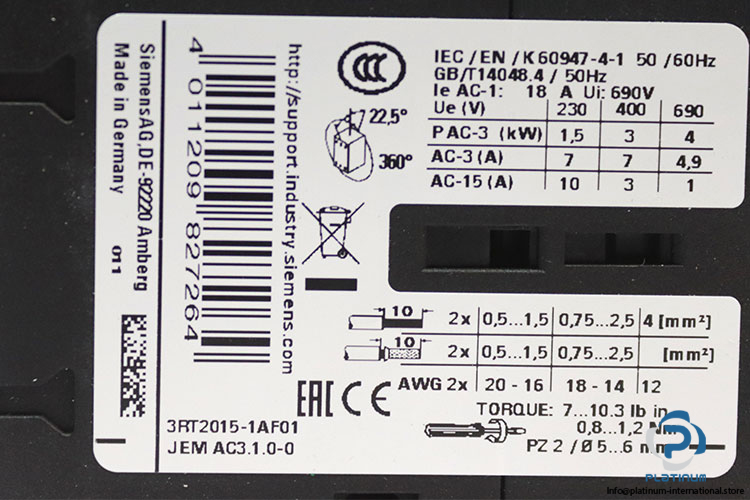 Siemens AG, DE-92220 Amberg
Made in Germany
011
4 011209 827264
http://support.industry.siemens.com
CCC
22,5°
360°
IEC / EN / K 60947-4-1 50 / 60Hz
GB/T14048.4 / 50Hz
Ie AC-1: 18 A Ui: 690V
Ue (V) 230 400 690
P AC-3 (kW) 1,5 3 4
AC-3 (A) 7 7 4,9
AC-15 (A) 10 3 1
10 2x 0,5...1,5 0,75...2,5 4 [mm²]
10 2x 0,5...1,5 0,75...2,5 [mm²]
AWG 2x 20 - 16 18 - 14 12
TORQUE: 7...10.3 lb in
0,8...1,2 Nm
PZ 2 / Ø 5...6 mm
EAC CE
3RT2015-1AF01
JEM AC3.1.0-0
PLATINUM
info@platinum-international.store